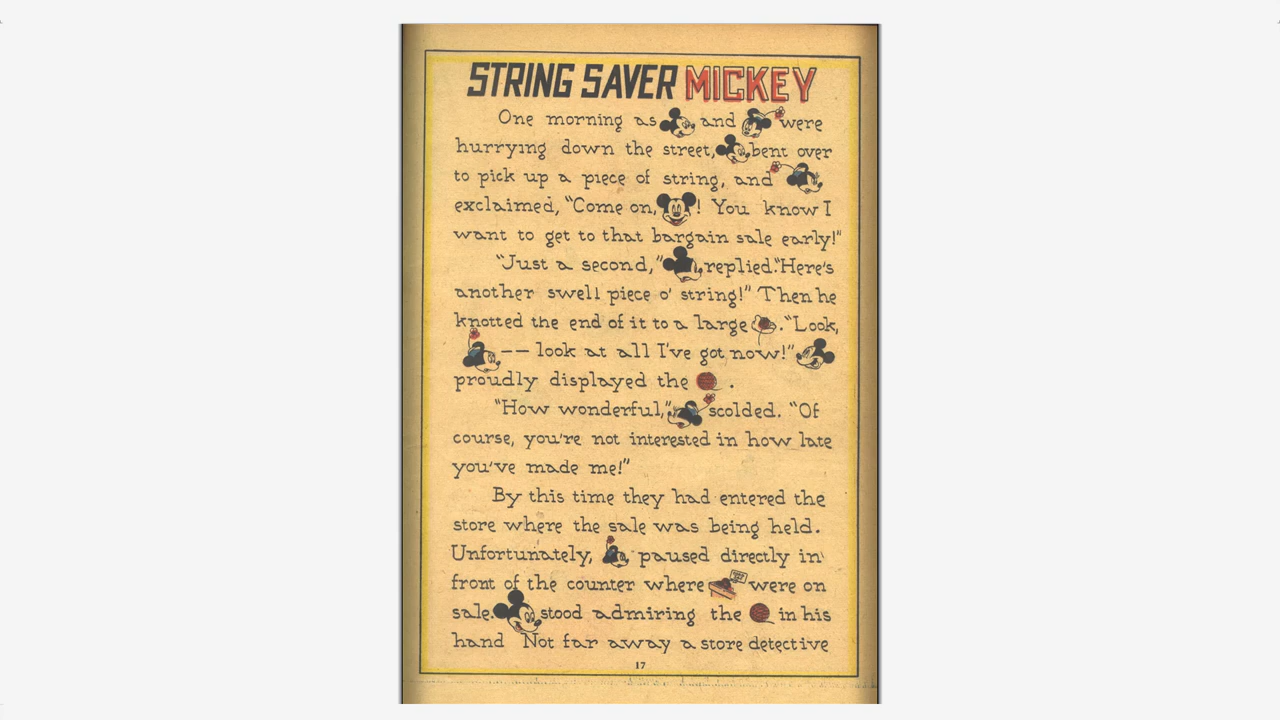 STRING SAVER MICKEY
One morning as and were
hurrying down the street, bent over
to pick up a piece of string, and
exclaimed, "Come on, ! You know I
want to get to that bargain sale early!"
"Just a second," replied. "Here's
another swell piece o' string!" Then he
knotted the end of it to a large . "Look,
-- look at all I've got now!"
proudly displayed the .
"How wonderful," scolded. "Of
course, you're not interested in how late
you've made me!"
By this time they had entered the
store where the sale was being held.
Unfortunately, paused directly in
front of the counter where were on
sale. stood admiring the in his
hand Not far away a store detective
17